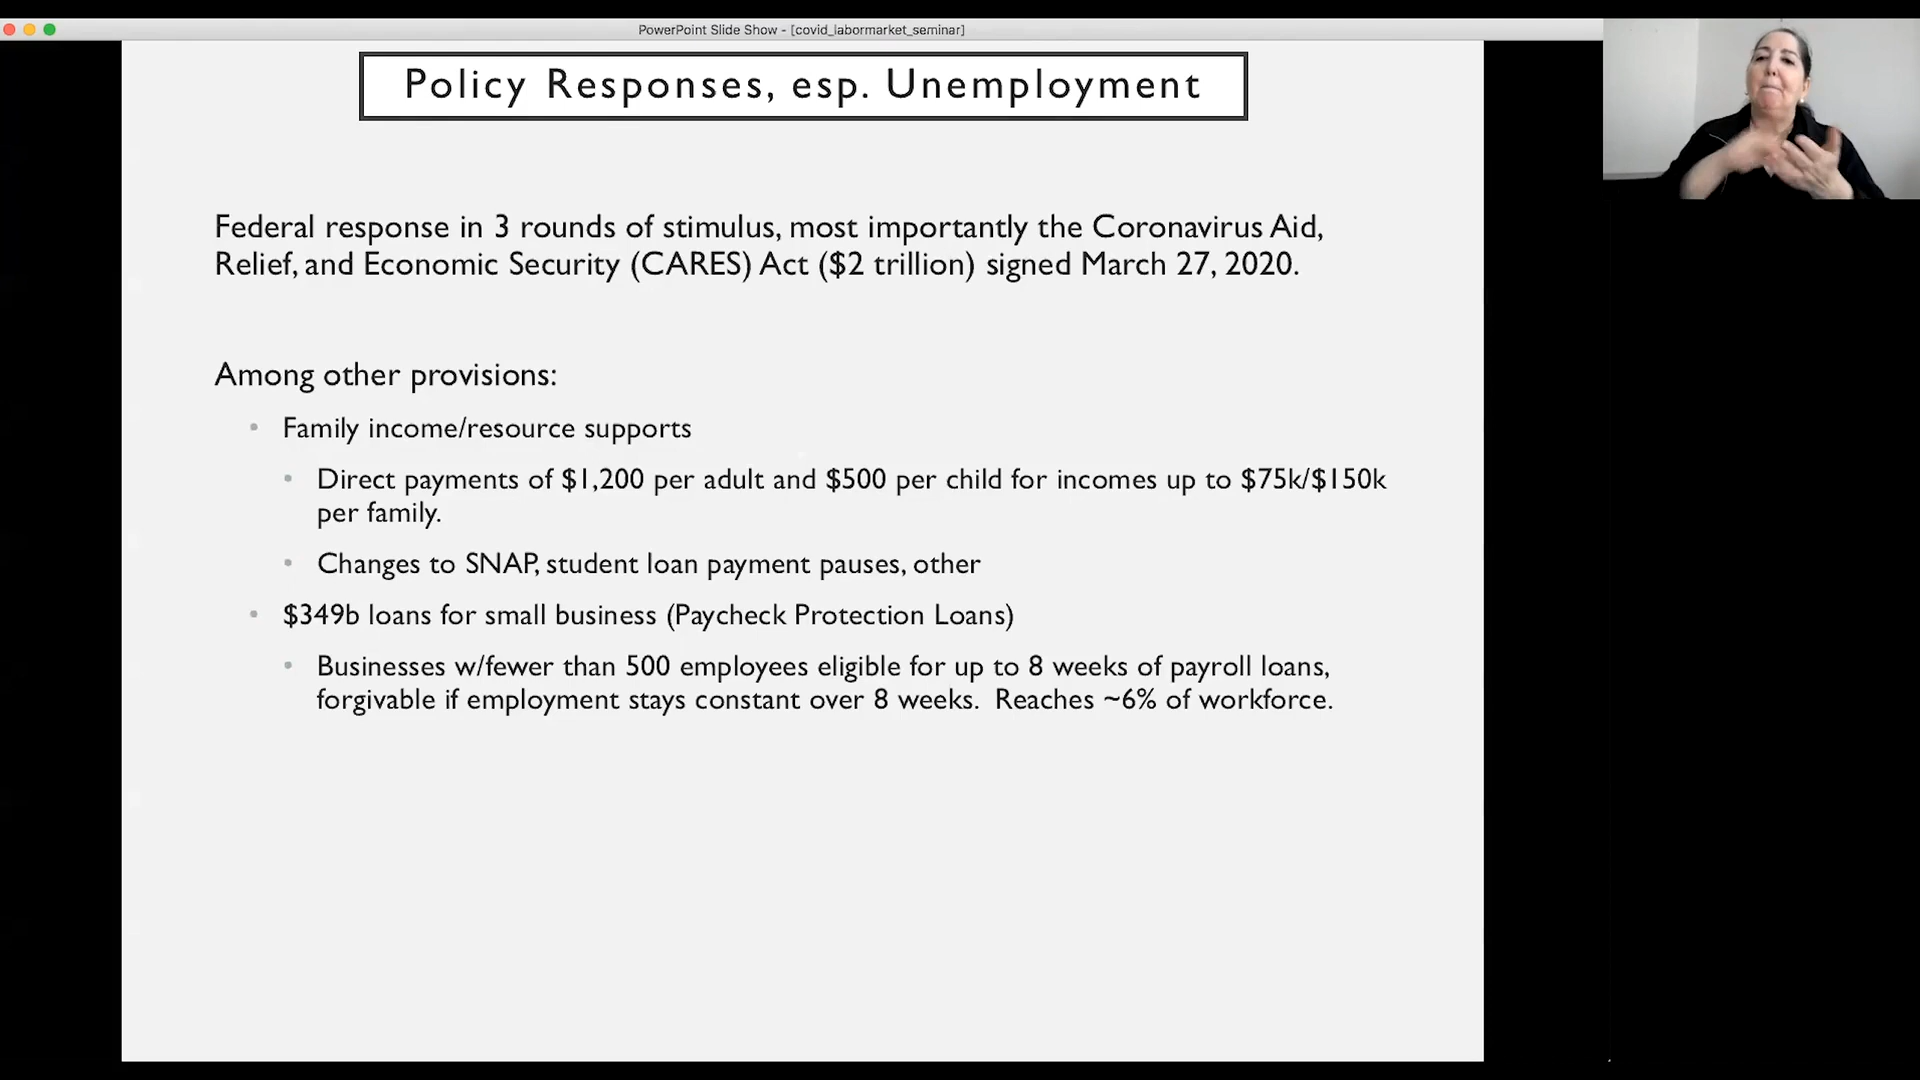 PowerPoint Slide Show - [covid_labormarket_seminar]
Policy Responses, esp. Unemployment
Federal response in 3 rounds of stimulus, most importantly the Coronavirus Aid,
Relief, and Economic Security (CARES) Act ($2 trillion) signed March 27, 2020.
Among other provisions:
• Family income/resource supports
• Direct payments of $1,200 per adult and $500 per child for incomes up to $75k/$150k
per family.
• Changes to SNAP, student loan payment pauses, other
• $349b loans for small business (Paycheck Protection Loans)
• Businesses w/fewer than 500 employees eligible for up to 8 weeks of payroll loans,
forgivable if employment stays constant over 8 weeks.  Reaches ~6% of workforce.